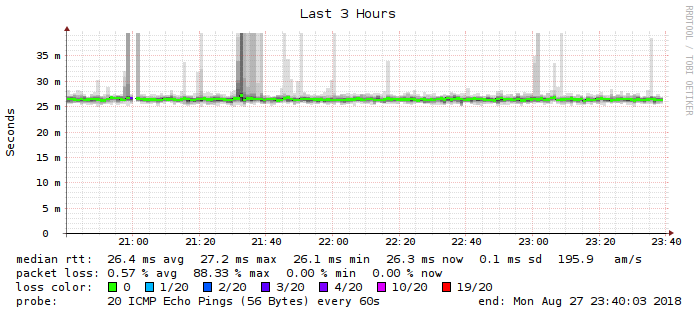 Last 3 Hours
RRDTOOL / TOBI OETIKER
Seconds
35 m
30 m
25 m
20 m
15 m
10 m
5 m
0
21:00 21:20 21:40 22:00 22:20 22:40 23:00 23:20 23:40
median rtt: 26.4 ms avg 27.2 ms max 26.1 ms min 26.3 ms now 0.1 ms sd 195.9 am/s
packet loss: 0.57 % avg 88.33 % max 0.00 % min 0.00 % now
loss color: 0 1/20 2/20 3/20 4/20 10/20 19/20
probe: 20 ICMP Echo Pings (56 Bytes) every 60s end: Mon Aug 27 23:40:03 2018